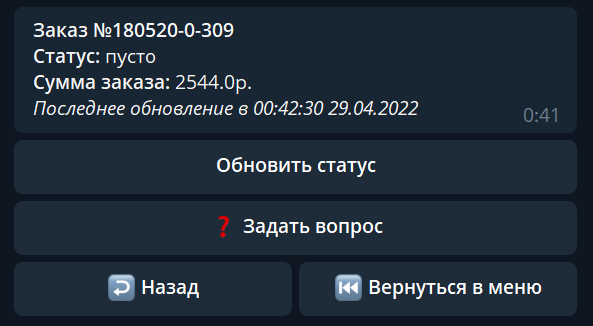 Заказ №180520-0-309
Статус: пусто
Сумма заказа: 2544.0р.
Последнее обновление в 00:42:30 29.04.2022
0:41
Обновить статус
❓ Задать вопрос
↩️ Назад
⏮️ Вернуться в меню